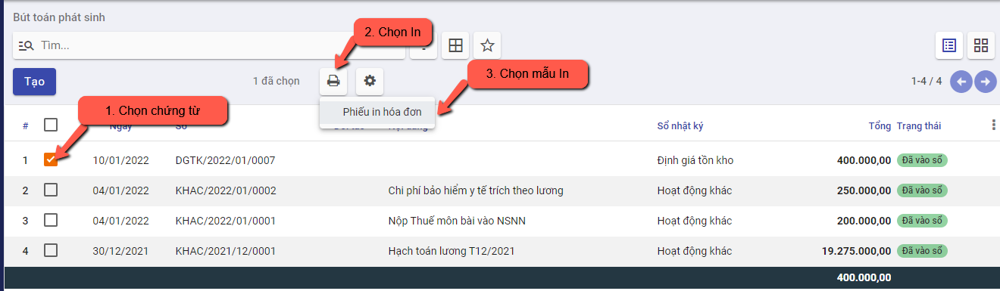 Bút toán phát sinh
2. Chọn In
Tìm...
3. Chọn mẫu In
Tạo
1 đã chọn
1-4 / 4
1. Chọn chứng từ
Phiếu in hóa đơn
# Ngày Số Sổ nhật ký Tổng Trạng thái
1 10/01/2022 DGTK/2022/01/0007 Định giá tồn kho 400.000,00 Đã vào sổ
2 04/01/2022 KHAC/2022/01/0002 Chi phí bảo hiểm y tế trích theo lương Hoạt động khác 250.000,00 Đã vào sổ
3 04/01/2022 KHAC/2022/01/0001 Nộp Thuế môn bài vào NSNN Hoạt động khác 200.000,00 Đã vào sổ
4 30/12/2021 KHAC/2021/12/0001 Hạch toán lương T12/2021 Hoạt động khác 19.275.000,00 Đã vào sổ
400.000,00